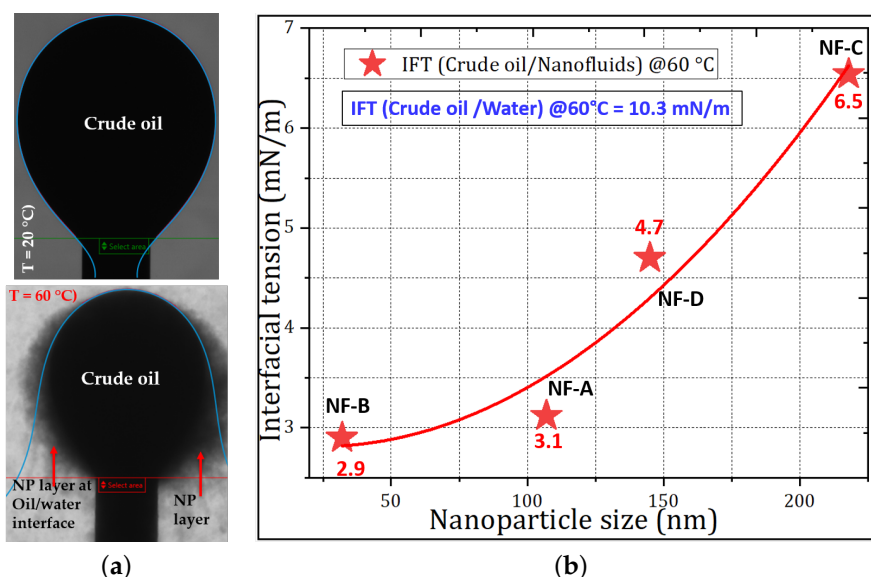 Crude oil
T = 20 °C)
Select area
T = 60 °C)
Crude oil
NP layer at
Oil/water
interface
NP
layer
Select area
(a)
(b)
7
6
5
4
3
Interfacial tension (mN/m)
IFT (Crude oil/Nanofluids) @60 °C
IFT (Crude oil /Water) @60°C = 10.3 mN/m
NF-C
6.5
4.7
NF-D
NF-A
3.1
NF-B
2.9
50 100 150 200
Nanoparticle size (nm)